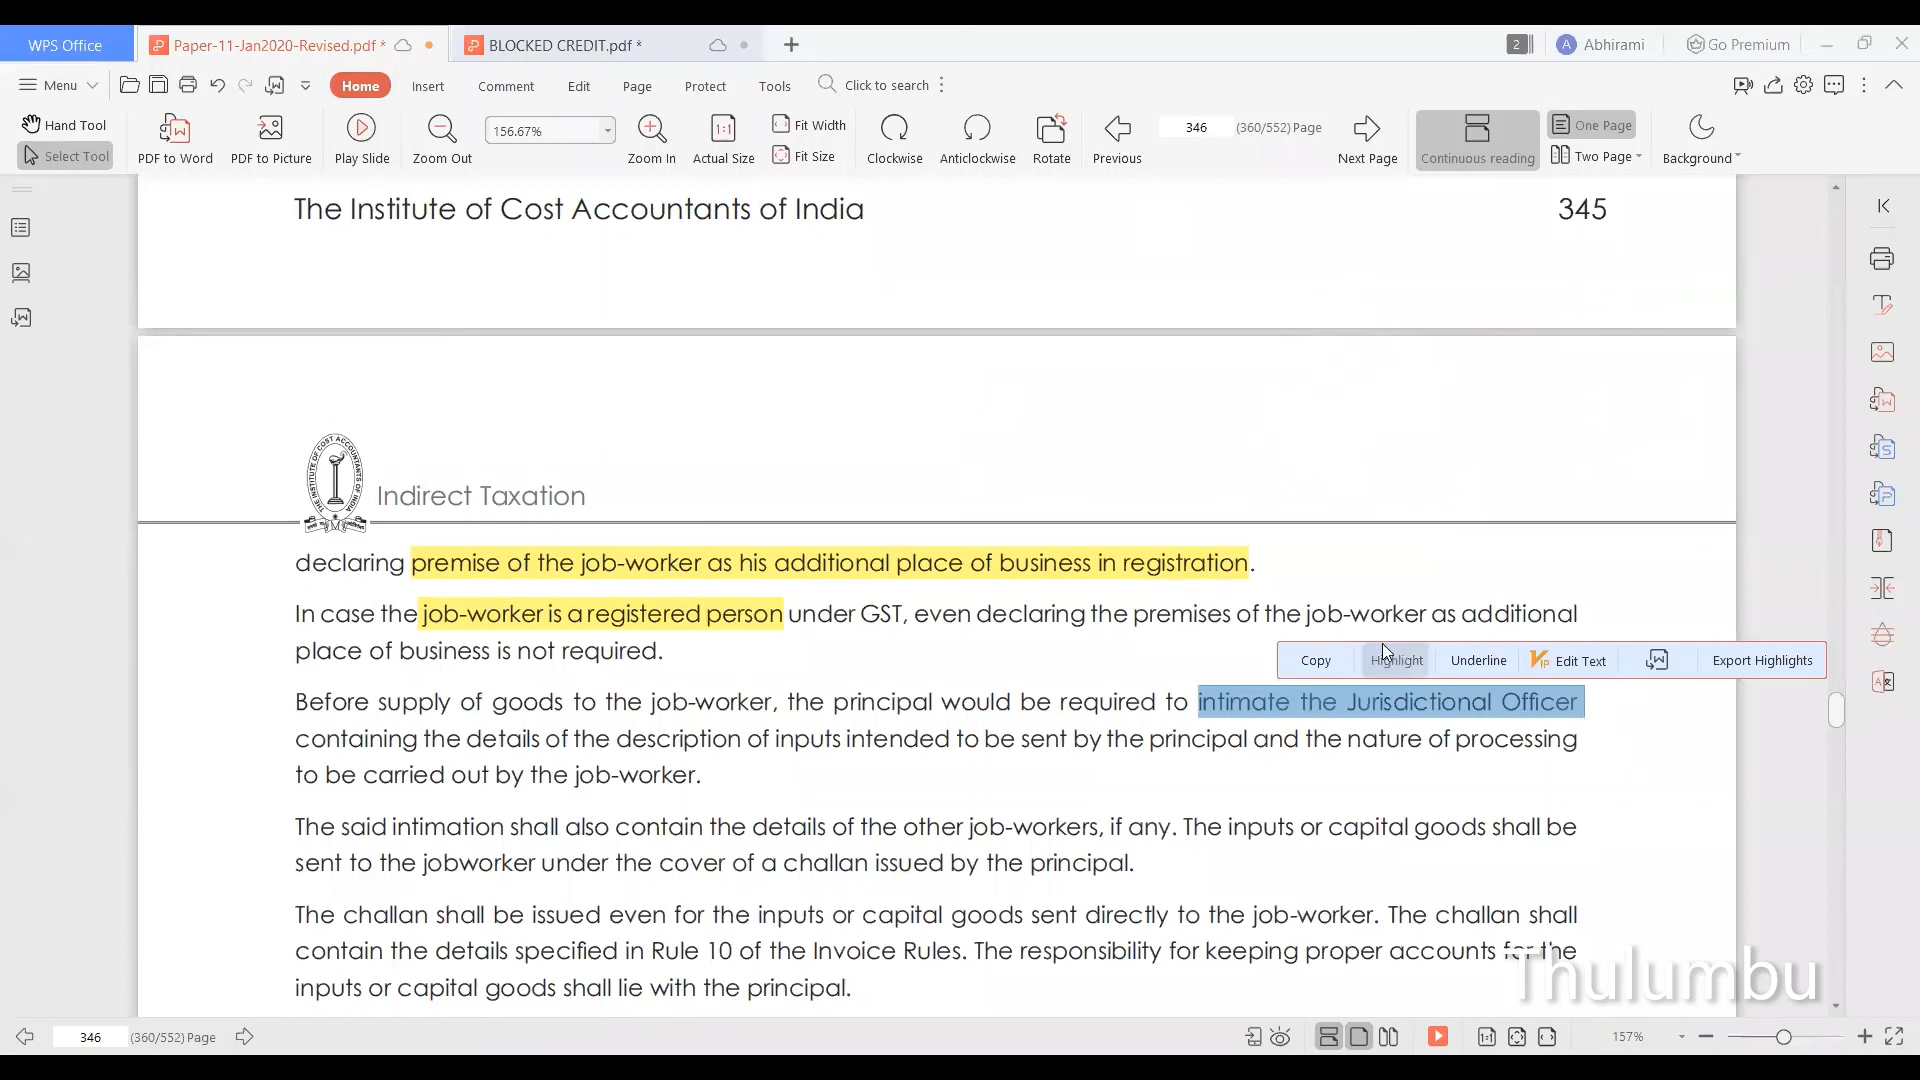 WPS Office
Paper-11-Jan2020-Revised.pdf *
BLOCKED CREDIT.pdf *
2
A Abhirami
Go Premium
Menu
Home
Insert
Comment
Edit
Page
Protect
Tools
Click to search
Hand Tool
Select Tool
PDF to Word
PDF to Picture
Play Slide
Zoom Out
156.67%
Zoom In
1:1
Actual Size
Fit Width
Fit Size
Clockwise
Anticlockwise
Rotate
Previous
346 (360/552) Page
Next Page
Continuous reading
One Page
Two Page
Background
The Institute of Cost Accountants of India 345
THE INSTITUTE OF COST ACCOUNTANTS OF INDIA
Indirect Taxation
declaring premise of the job-worker as his additional place of business in registration.
In case the job-worker is a registered person under GST, even declaring the premises of the job-worker as additional
place of business is not required.
Copy Highlight Underline Edit Text Export Highlights
Before supply of goods to the job-worker, the principal would be required to intimate the Jurisdictional Officer
containing the details of the description of inputs intended to be sent by the principal and the nature of processing
to be carried out by the job-worker.
The said intimation shall also contain the details of the other job-workers, if any. The inputs or capital goods shall be
sent to the jobworker under the cover of a challan issued by the principal.
The challan shall be issued even for the inputs or capital goods sent directly to the job-worker. The challan shall
contain the details specified in Rule 10 of the Invoice Rules. The responsibility for keeping proper accounts for the
inputs or capital goods shall lie with the principal.
Thulumbu
346 (360/552) Page
157%